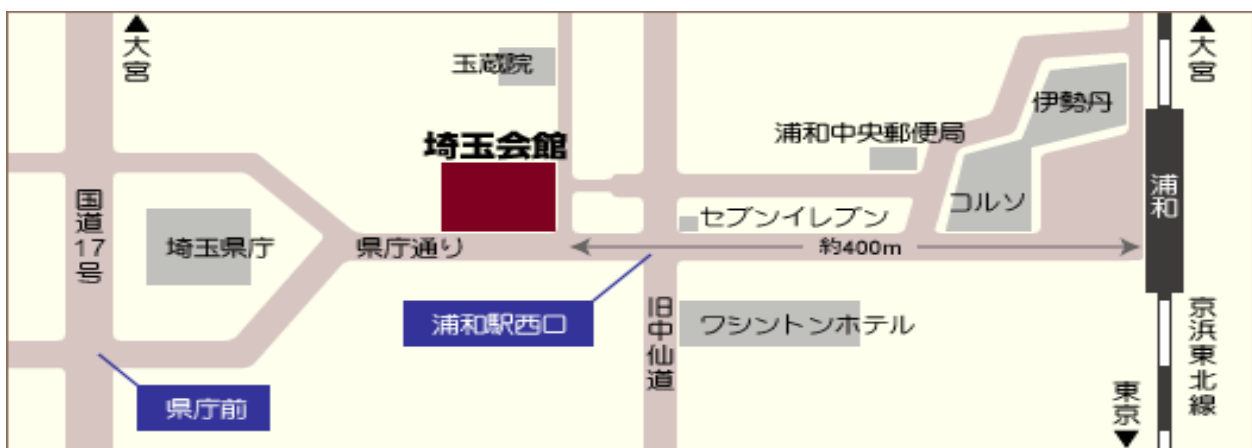 ▲大宮
▲大宮
玉蔵院
伊勢丹
浦和中央郵便局
埼玉会館
浦和
国道17号
コルソ
セブンイレブン
埼玉県庁
県庁通り
約400m
浦和駅西口
旧中仙道
ワシントンホテル
京浜東北線
県庁前
東京▼